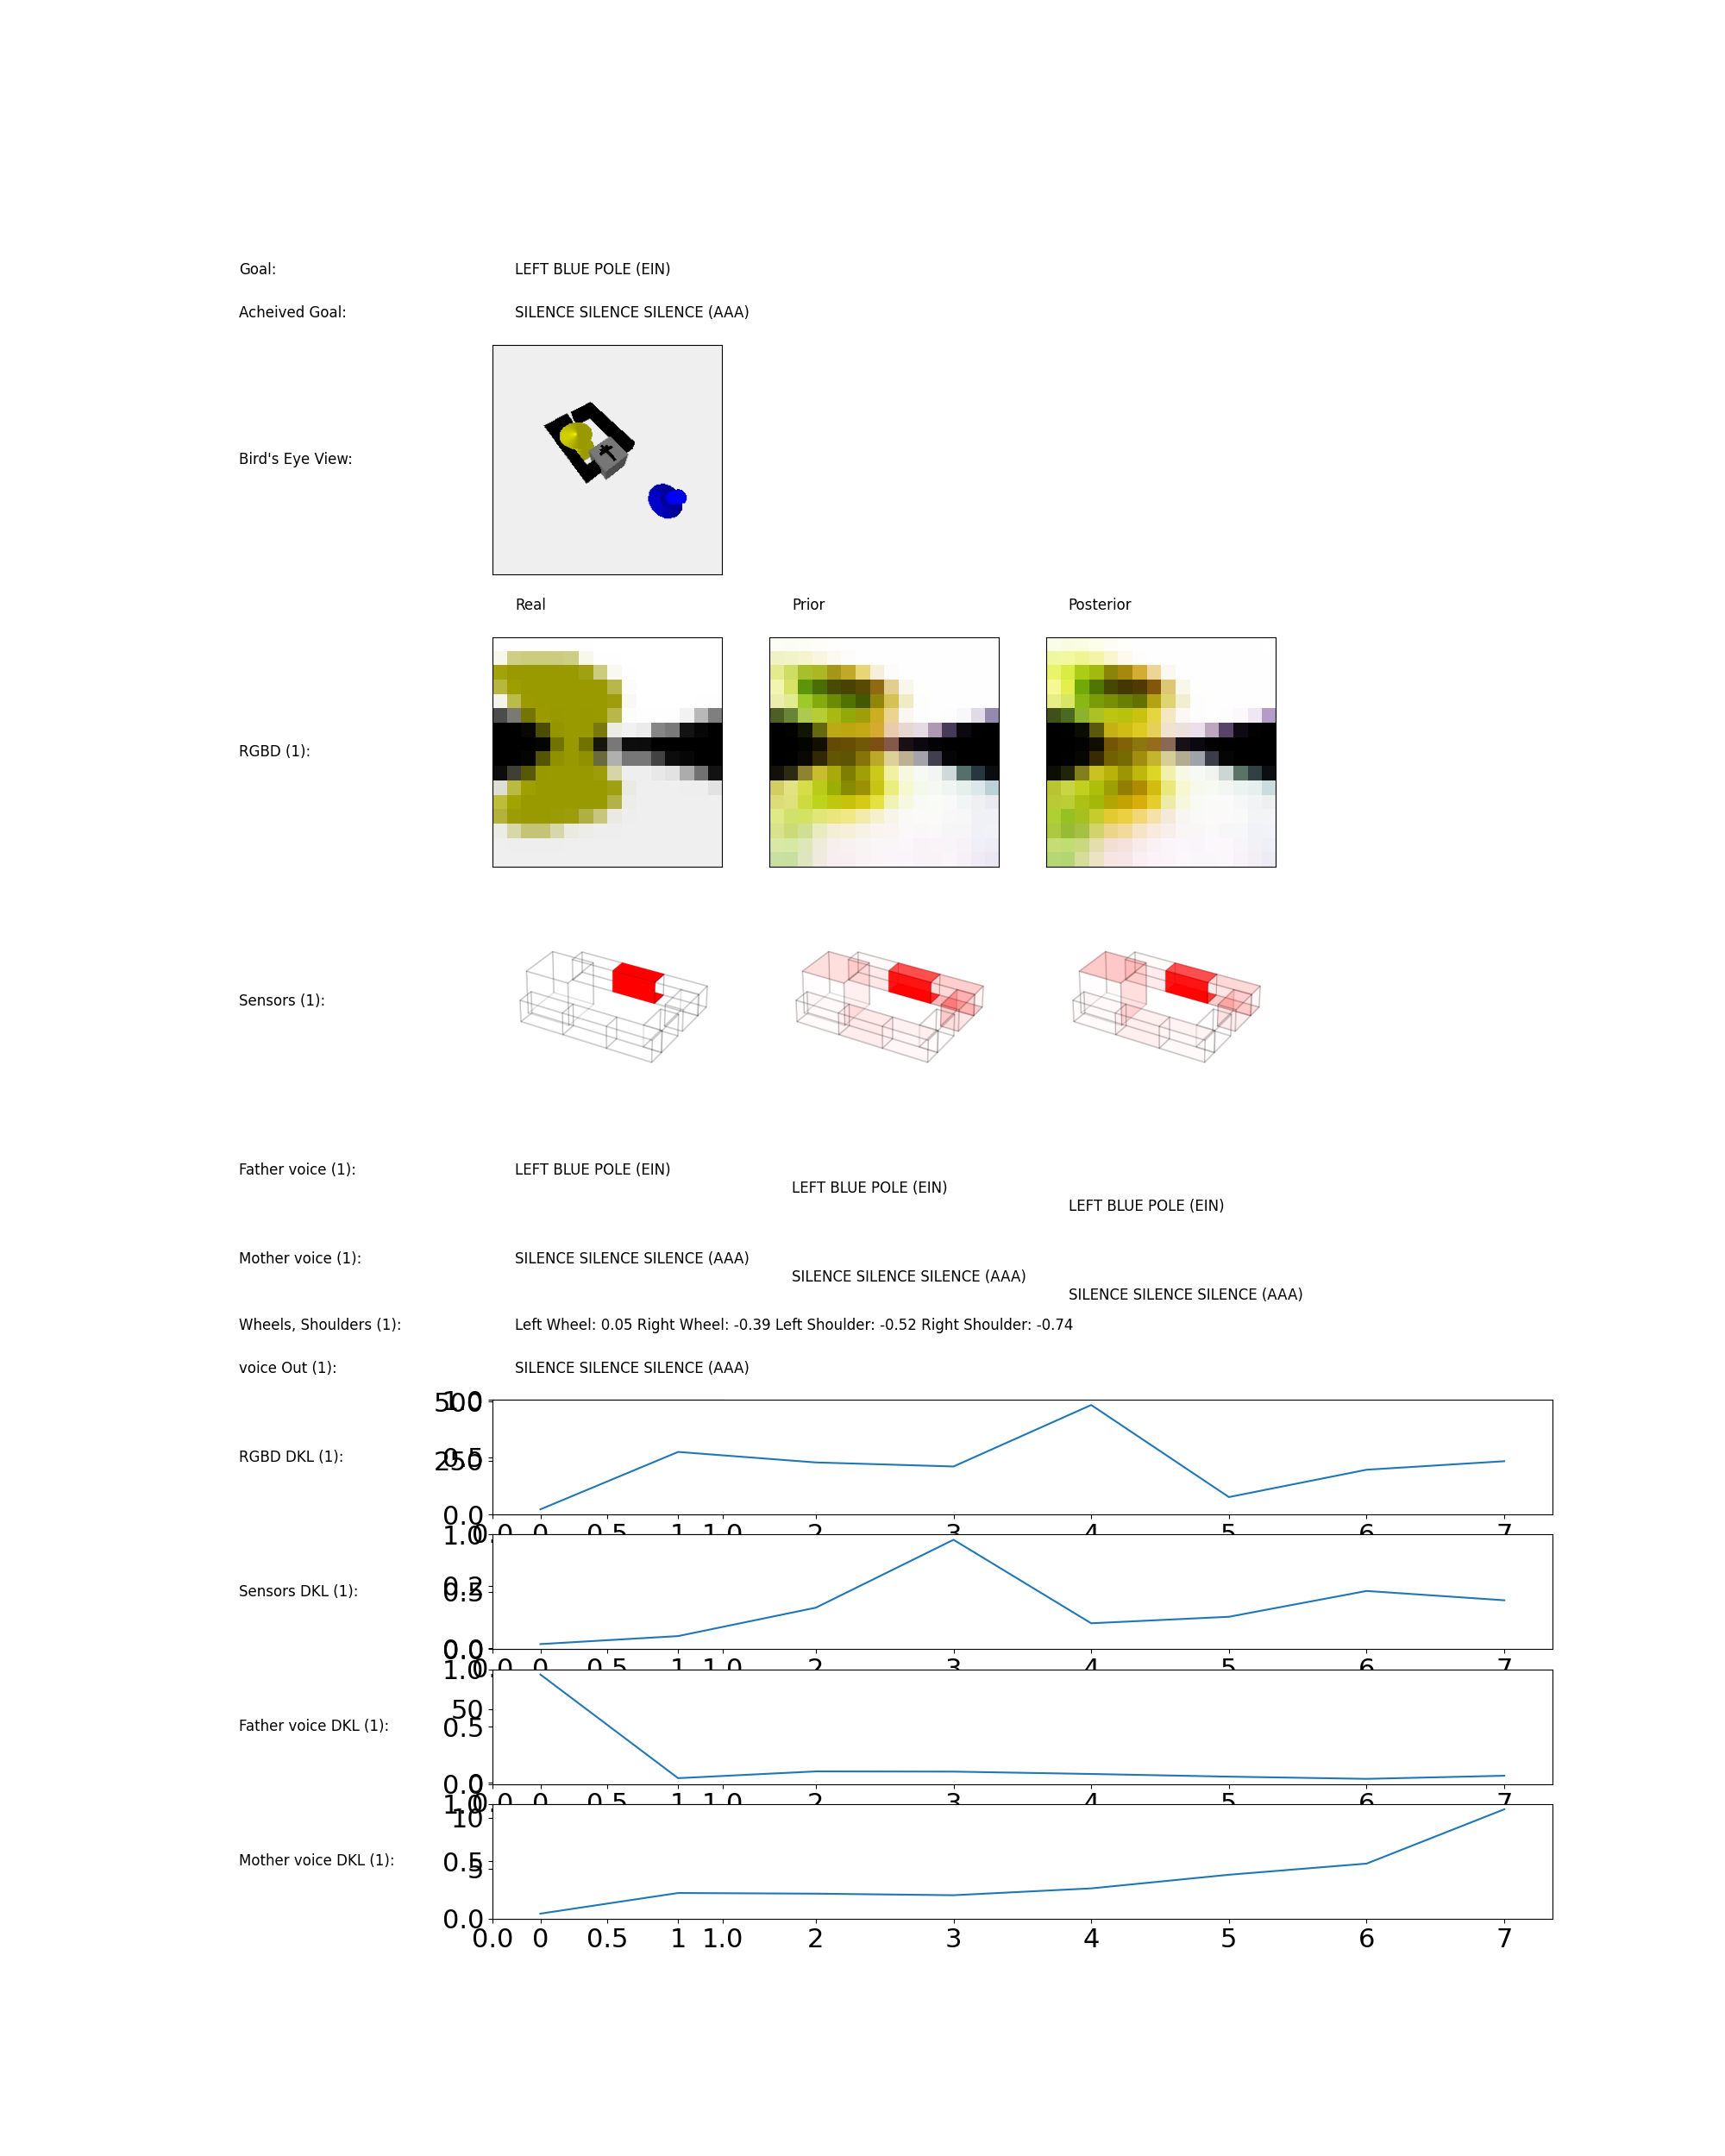 Goal: LEFT BLUE POLE (EIN)
Acheived Goal: SILENCE SILENCE SILENCE (AAA)
Bird's Eye View:
Real Prior Posterior
RGBD (1):
Sensors (1):
Father voice (1): LEFT BLUE POLE (EIN)
LEFT BLUE POLE (EIN)
LEFT BLUE POLE (EIN)
Mother voice (1): SILENCE SILENCE SILENCE (AAA)
SILENCE SILENCE SILENCE (AAA)
SILENCE SILENCE SILENCE (AAA)
Wheels, Shoulders (1): Left Wheel: 0.05 Right Wheel: -0.39 Left Shoulder: -0.52 Right Shoulder: -0.74
voice Out (1): SILENCE SILENCE SILENCE (AAA)
500 1.0
RGBD DKL (1): 250 0.5
0.0
0.0 0 0.5 1 1.0 2 3 4 5 6 7
1.0
Sensors DKL (1): 0.2 0.5
0.0 0.0
0.0 0 0.5 1 1.0 2 3 4 5 6 7
1.0
50
Father voice DKL (1): 0.5
0.0 0
0.0 0 0.5 1 1.0 2 3 4 5 6 7
1.0
10
Mother voice DKL (1): 0.5 5
0.0
0.0 0 0.5 1 1.0 2 3 4 5 6 7